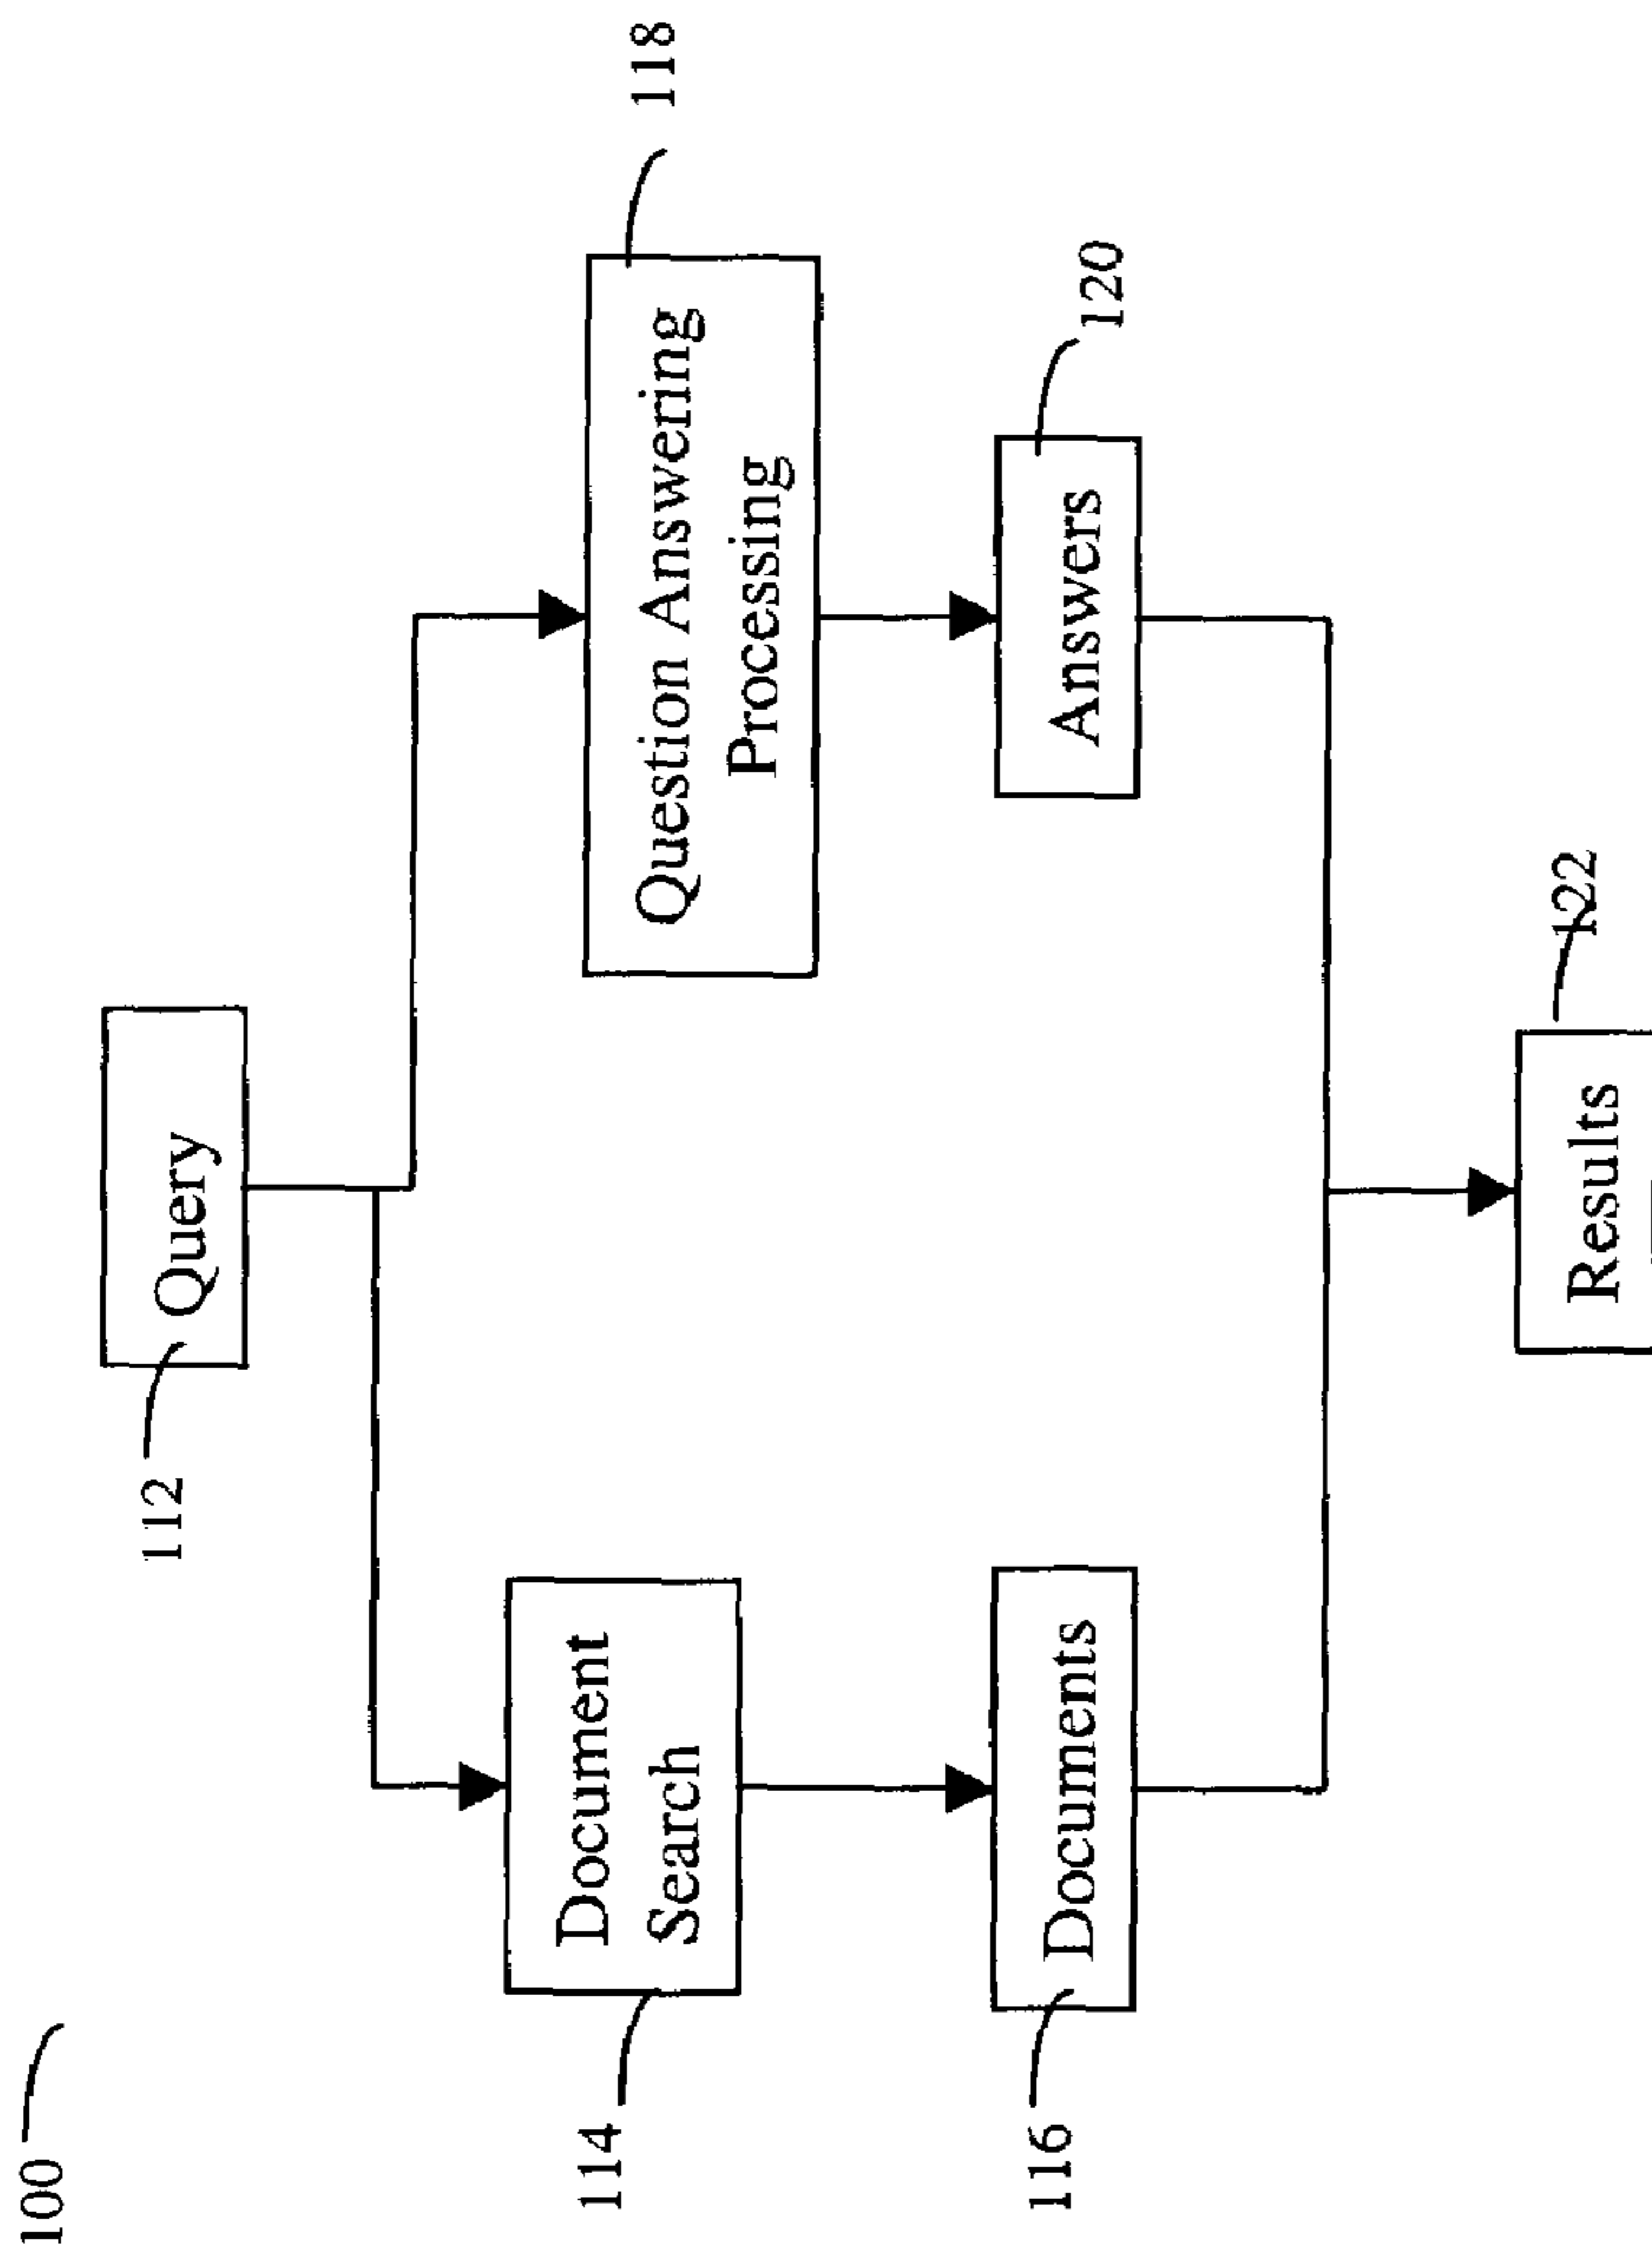 100
112
Query
118
Question Answering
Processing
114
Document
Search
120
Answers
116
Documents
122
Results